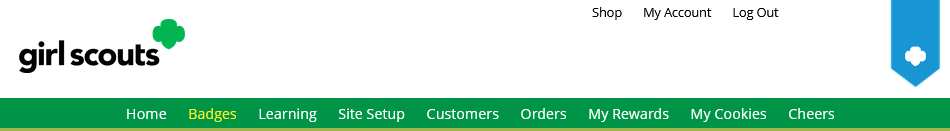 Shop My Account Log Out
girl scouts
Home Badges Learning Site Setup Customers Orders My Rewards My Cookies Cheers